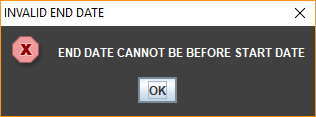 INVALID END DATE
END DATE CANNOT BE BEFORE START DATE
OK